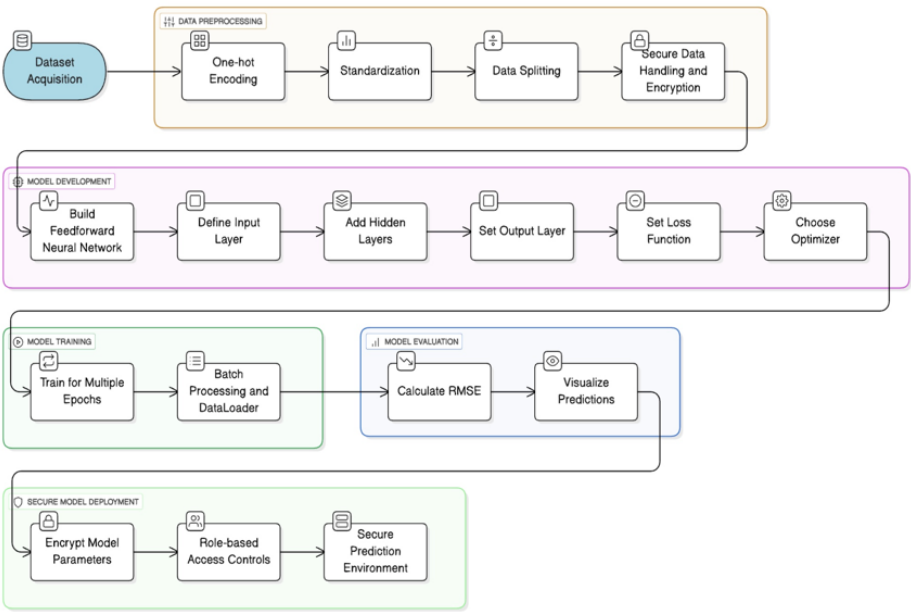 DATA PREPROCESSING
Dataset
Acquisition
One-hot
Encoding
Standardization
Data Splitting
Secure Data
Handling and
Encryption
MODEL DEVELOPMENT
Build
Feedforward
Neural Network
Define Input
Layer
Add Hidden
Layers
Set Output Layer
Set Loss
Function
Choose
Optimizer
MODEL TRAINING
Train for Multiple
Epochs
Batch
Processing and
DataLoader
MODEL EVALUATION
Calculate RMSE
Visualize
Predictions
SECURE MODEL DEPLOYMENT
Encrypt Model
Parameters
Role-based
Access Controls
Secure
Prediction
Environment